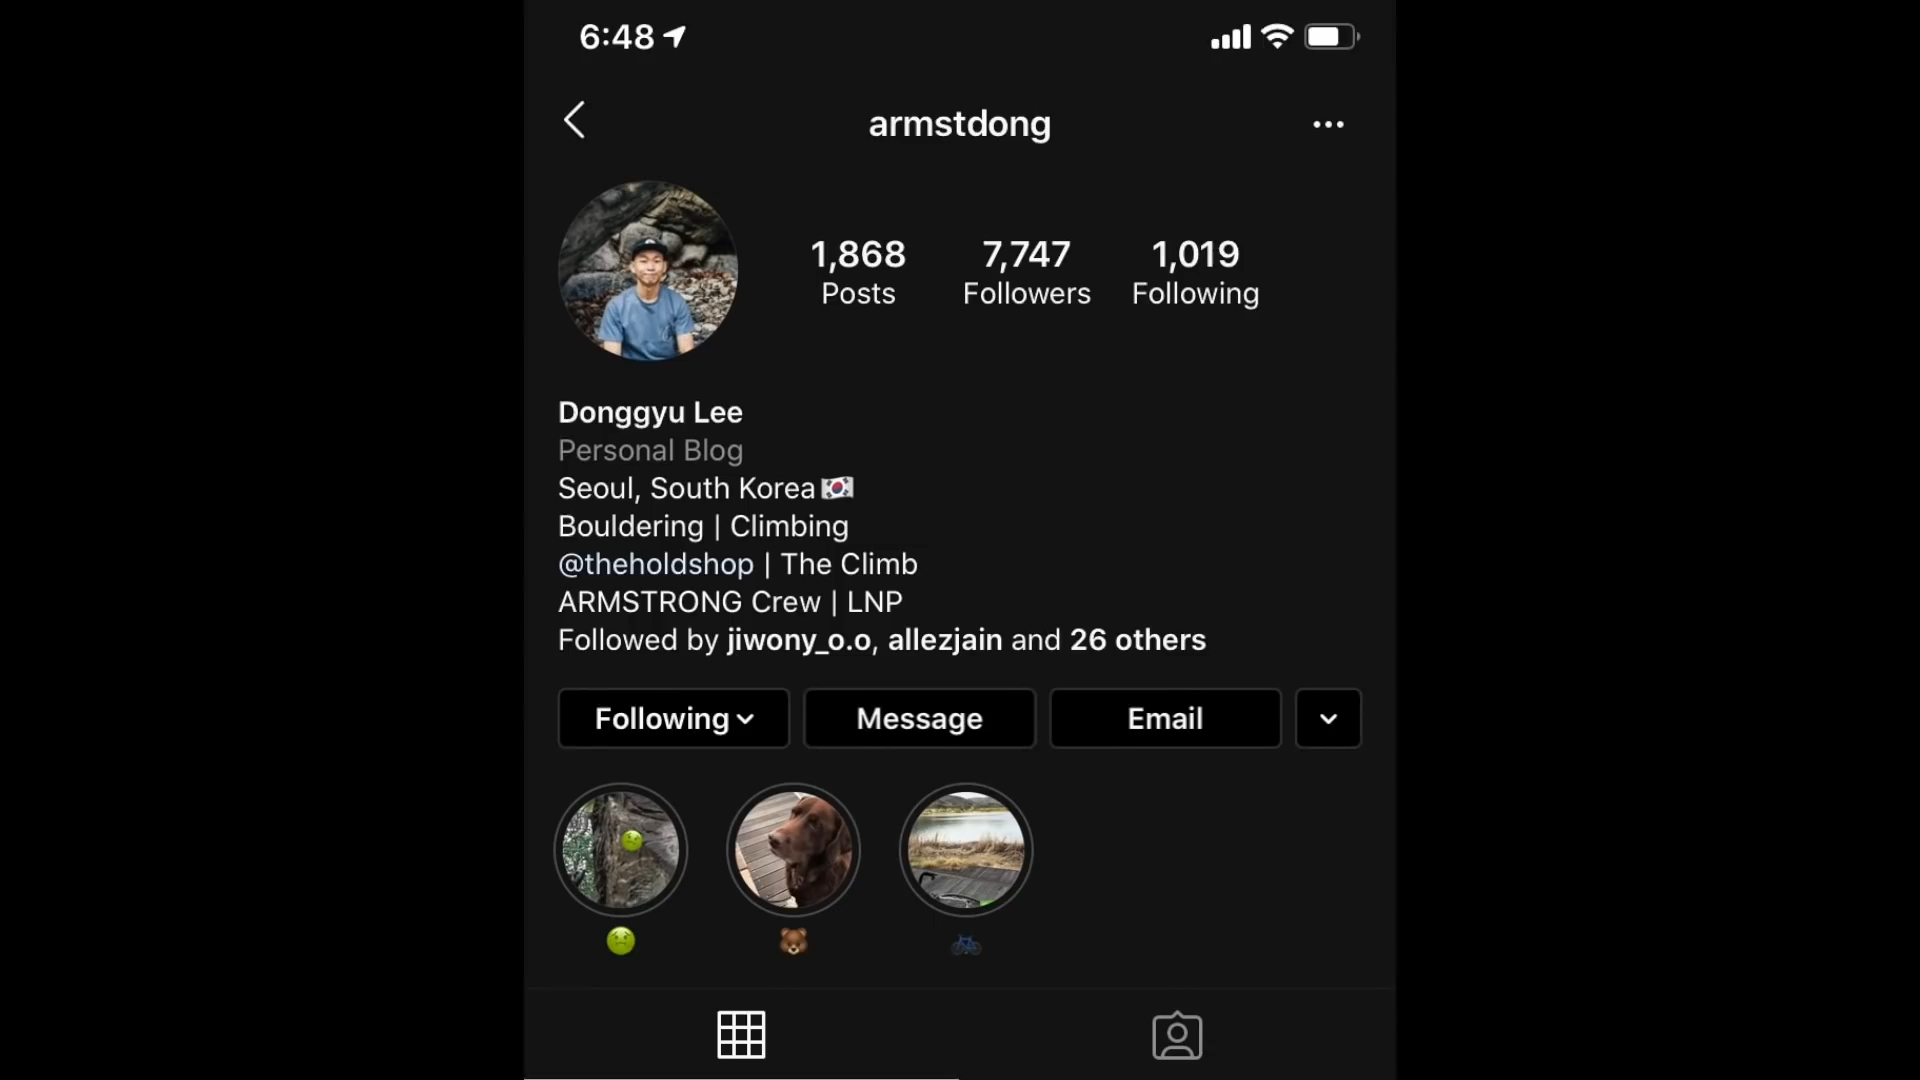 6:48
armstdong
1,868 7,747 1,019
Posts Followers Following
Donggyu Lee
Personal Blog
Seoul, South Korea🇰🇷
Bouldering | Climbing
@theholdshop | The Climb
ARMSTRONG Crew | LNP
Followed by jiwony_o.o, allezjain and 26 others
Following Message Email